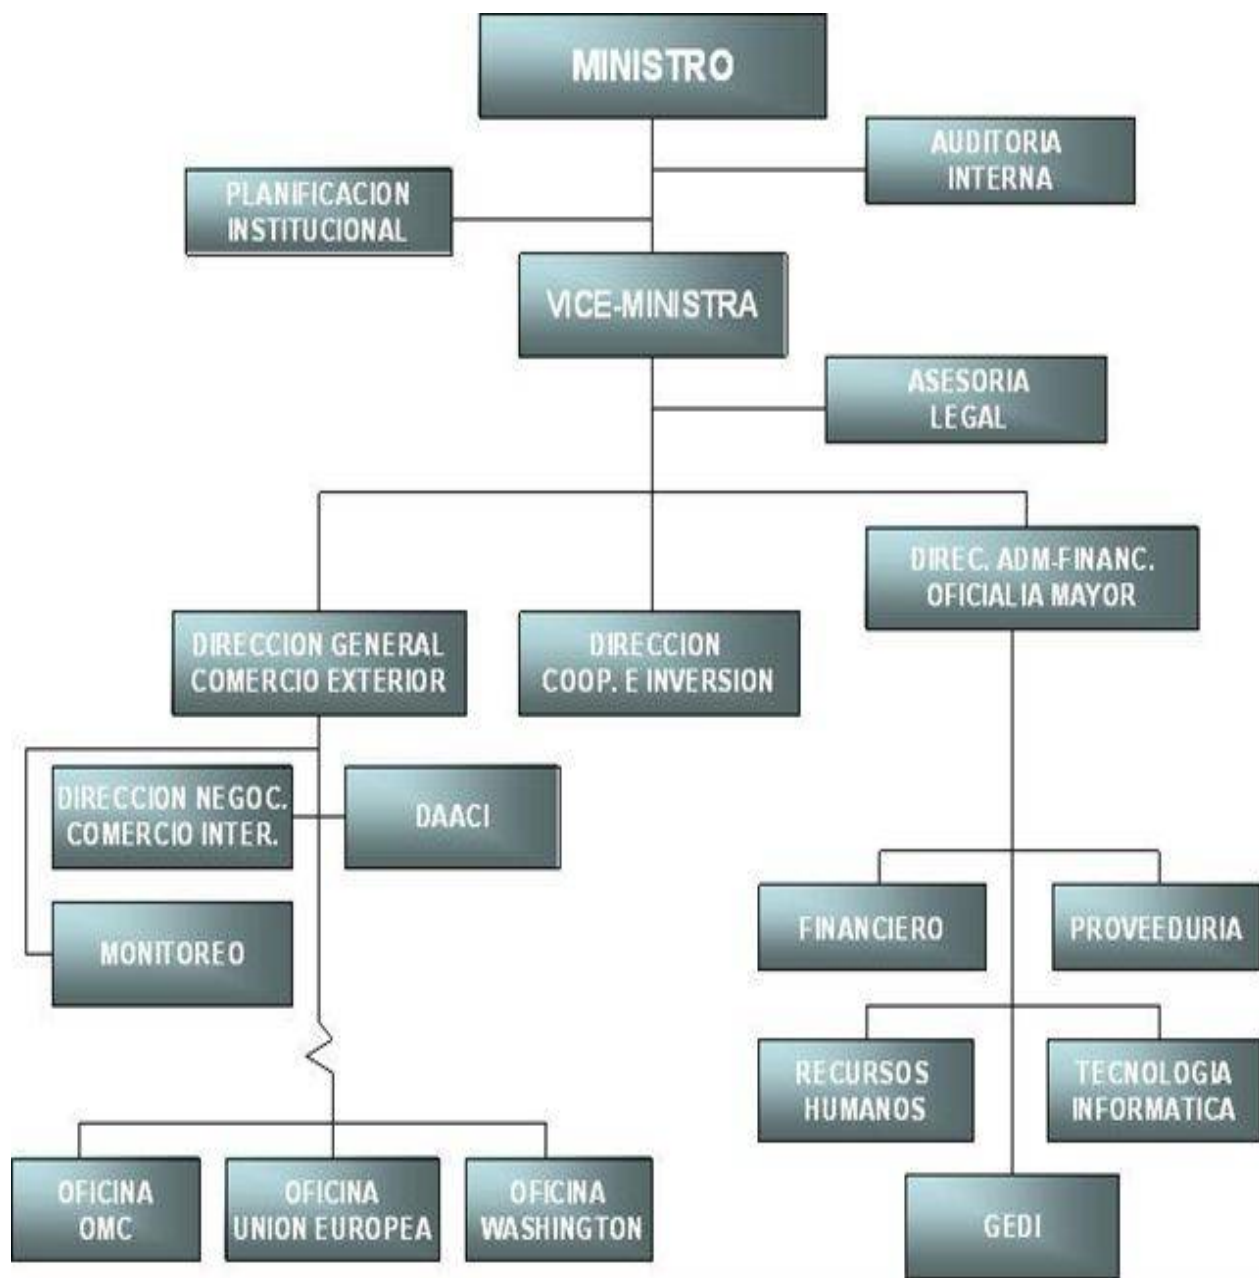 MINISTRO
AUDITORIA
INTERNA
PLANIFICACION
INSTITUCIONAL
VICE-MINISTRA
ASESORIA
LEGAL
DIREC. ADM-FINANC.
OFICIALIA MAYOR
DIRECCION GENERAL
COMERCIO EXTERIOR
DIRECCION
COOP. E INVERSION
DIRECCION NEGOC.
COMERCIO INTER.
DAACI
MONITOREO
FINANCIERO
PROVEEDURIA
RECURSOS
HUMANOS
TECNOLOGIA
INFORMATICA
OFICINA
OMC
OFICINA
UNION EUROPEA
OFICINA
WASHINGTON
GEDI